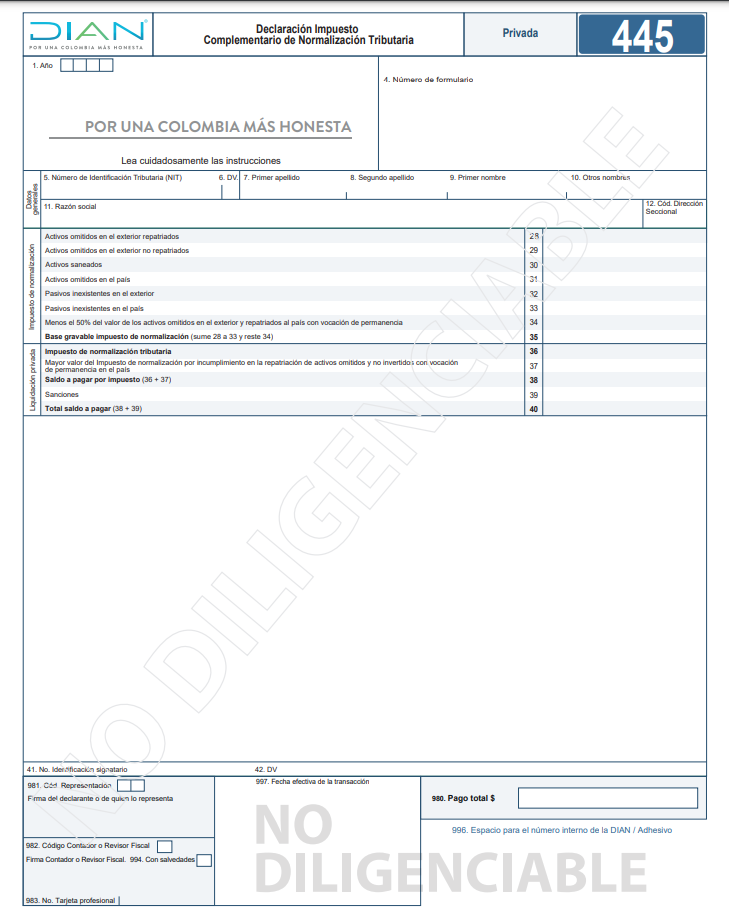 DIAN
POR UNA COLOMBIA MÁS HONESTA
Declaración Impuesto
Complementario de Normalización Tributaria
Privada
445
1. Año
4. Número de formulario
POR UNA COLOMBIA MÁS HONESTA
Lea cuidadosamente las instrucciones
Datos generales
5. Número de Identificación Tributaria (NIT)
6. DV.
7. Primer apellido
8. Segundo apellido
9. Primer nombre
10. Otros nombres
11. Razón social
12. Cód. Dirección
Seccional
Impuesto de normalización
Activos omitidos en el exterior repatriados 28
Activos omitidos en el exterior no repatriados 29
Activos saneados 30
Activos omitidos en el país 31
Pasivos inexistentes en el exterior 32
Pasivos inexistentes en el país 33
Menos el 50% del valor de los activos omitidos en el exterior y repatriados al país con vocación de permanencia 34
Base gravable impuesto de normalización (sume 28 a 33 y reste 34) 35
Liquidación privada
Impuesto de normalización tributaria 36
Mayor valor del Impuesto de normalización por incumplimiento en la repatriación de activos omitidos y no invertidos con vocación
de permanencia en el país 37
Saldo a pagar por impuesto (36 + 37) 38
Sanciones 39
Total saldo a pagar (38 + 39) 40
NO DILIGENCIABLE
41. No. Identificación signatario
42. DV
981. Cód. Representación
Firma del declarante o de quien lo representa
997. Fecha efectiva de la transacción
980. Pago total $
996. Espacio para el número interno de la DIAN / Adhesivo
982. Código Contador o Revisor Fiscal
Firma Contador o Revisor Fiscal. 994. Con salvedades
983. No. Tarjeta profesional
NO
DILIGENCIABLE